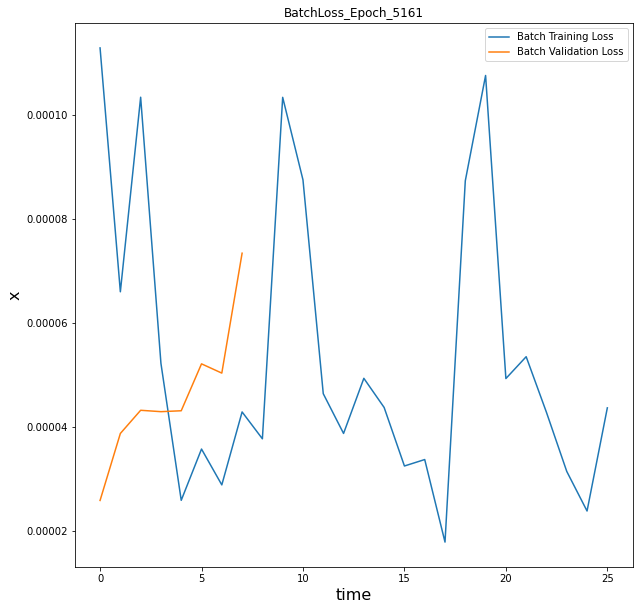 BatchLoss_Epoch_5161
Batch Training Loss
Batch Validation Loss
0.00010
0.00008
0.00006
0.00004
0.00002
x
0 5 10 15 20 25
time